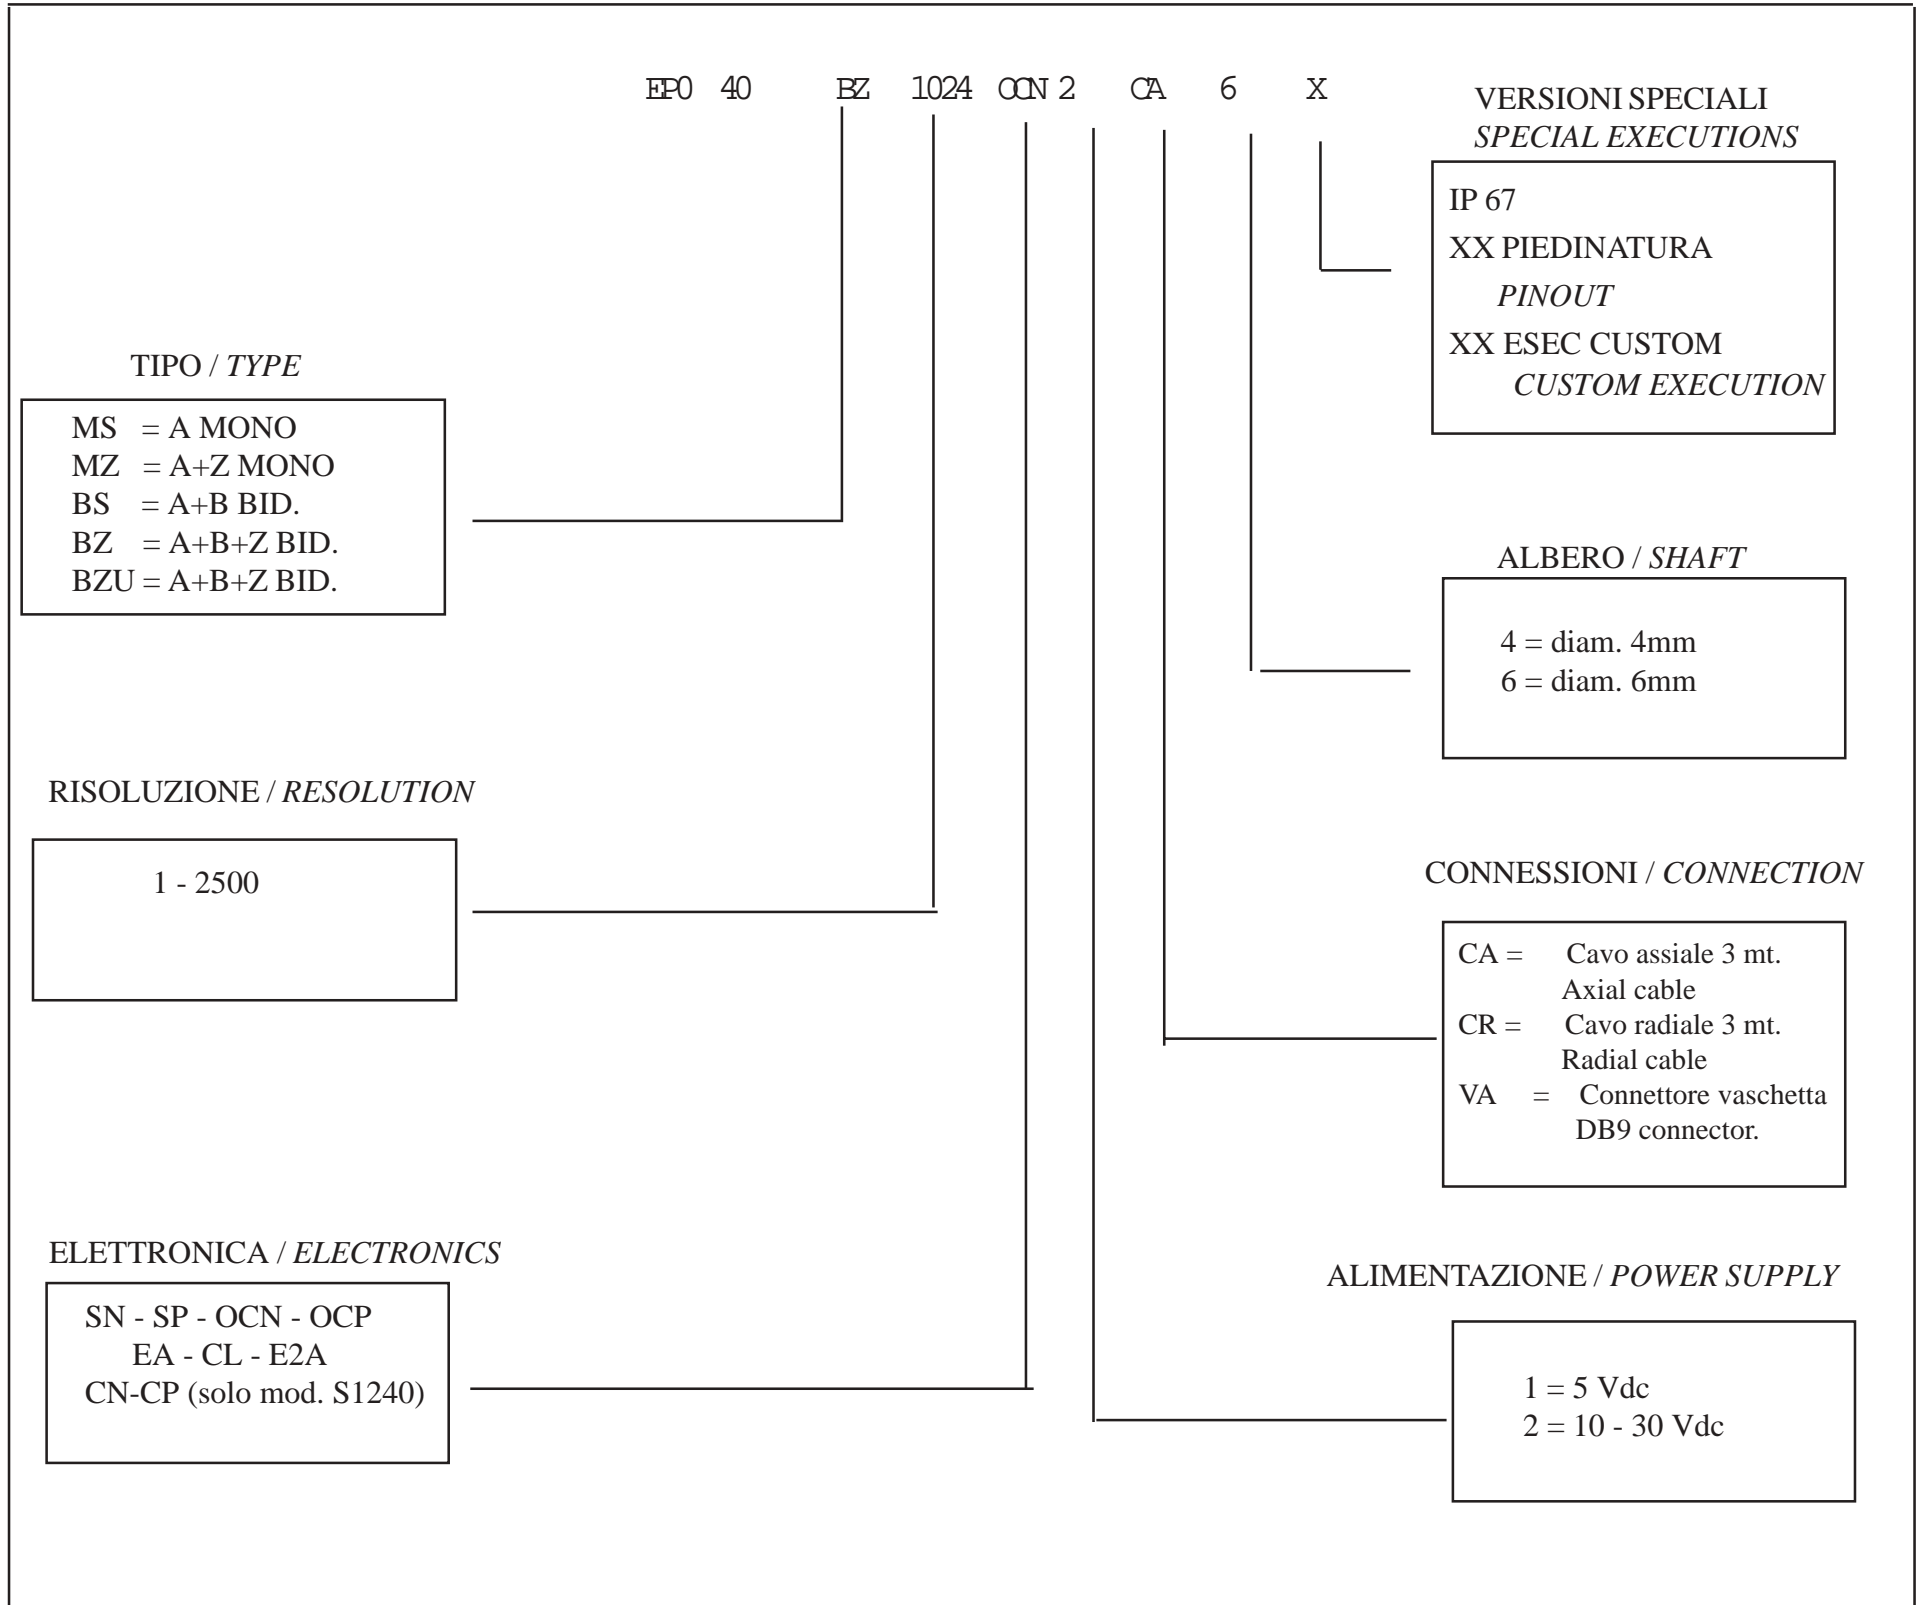 EP0 40 BZ 1024 OCN 2 CA 6 X
VERSIONI SPECIALI
SPECIAL EXECUTIONS
IP 67
XX PIEDINATURA
PINOUT
XX ESEC CUSTOM
CUSTOM EXECUTION
TIPO / TYPE
MS = A MONO
MZ = A+Z MONO
BS = A+B BID.
BZ = A+B+Z BID.
BZU = A+B+Z BID.
ALBERO / SHAFT
4 = diam. 4mm
6 = diam. 6mm
RISOLUZIONE / RESOLUTION
1 - 2500
CONNESSIONI / CONNECTION
CA = Cavo assiale 3 mt.
Axial cable
CR = Cavo radiale 3 mt.
Radial cable
VA = Connettore vaschetta
DB9 connector.
ELETTRONICA / ELECTRONICS
SN - SP - OCN - OCP
EA - CL - E2A
CN-CP (solo mod. S1240)
ALIMENTAZIONE / POWER SUPPLY
1 = 5 Vdc
2 = 10 - 30 Vdc